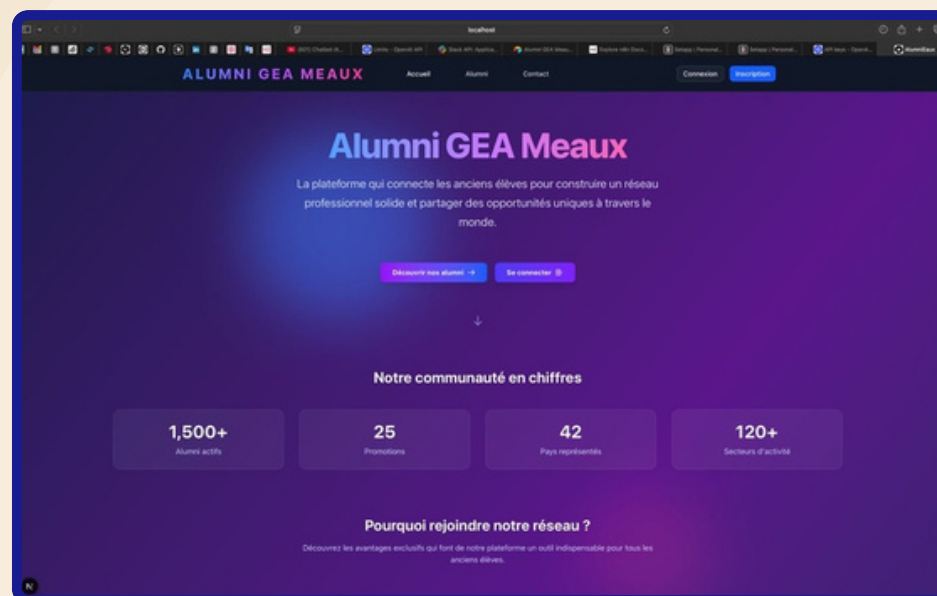 localhost
ALUMNI GEA MEAUX
Accueil
Alumni
Contact
Connexion
Inscription
Alumni GEA Meaux
La plateforme qui connecte les anciens élèves pour construire un réseau
professionnel solide et partager des opportunités uniques à travers le
monde.
Découvrir nos alumni →
Se connecter
Notre communauté en chiffres
1,500+
Alumni actifs
25
Promotions
42
Pays représentés
120+
Secteurs d'activité
Pourquoi rejoindre notre réseau ?
Découvrez les avantages exclusifs qui font de notre plateforme un outil indispensable pour tous les
anciens élèves.
N